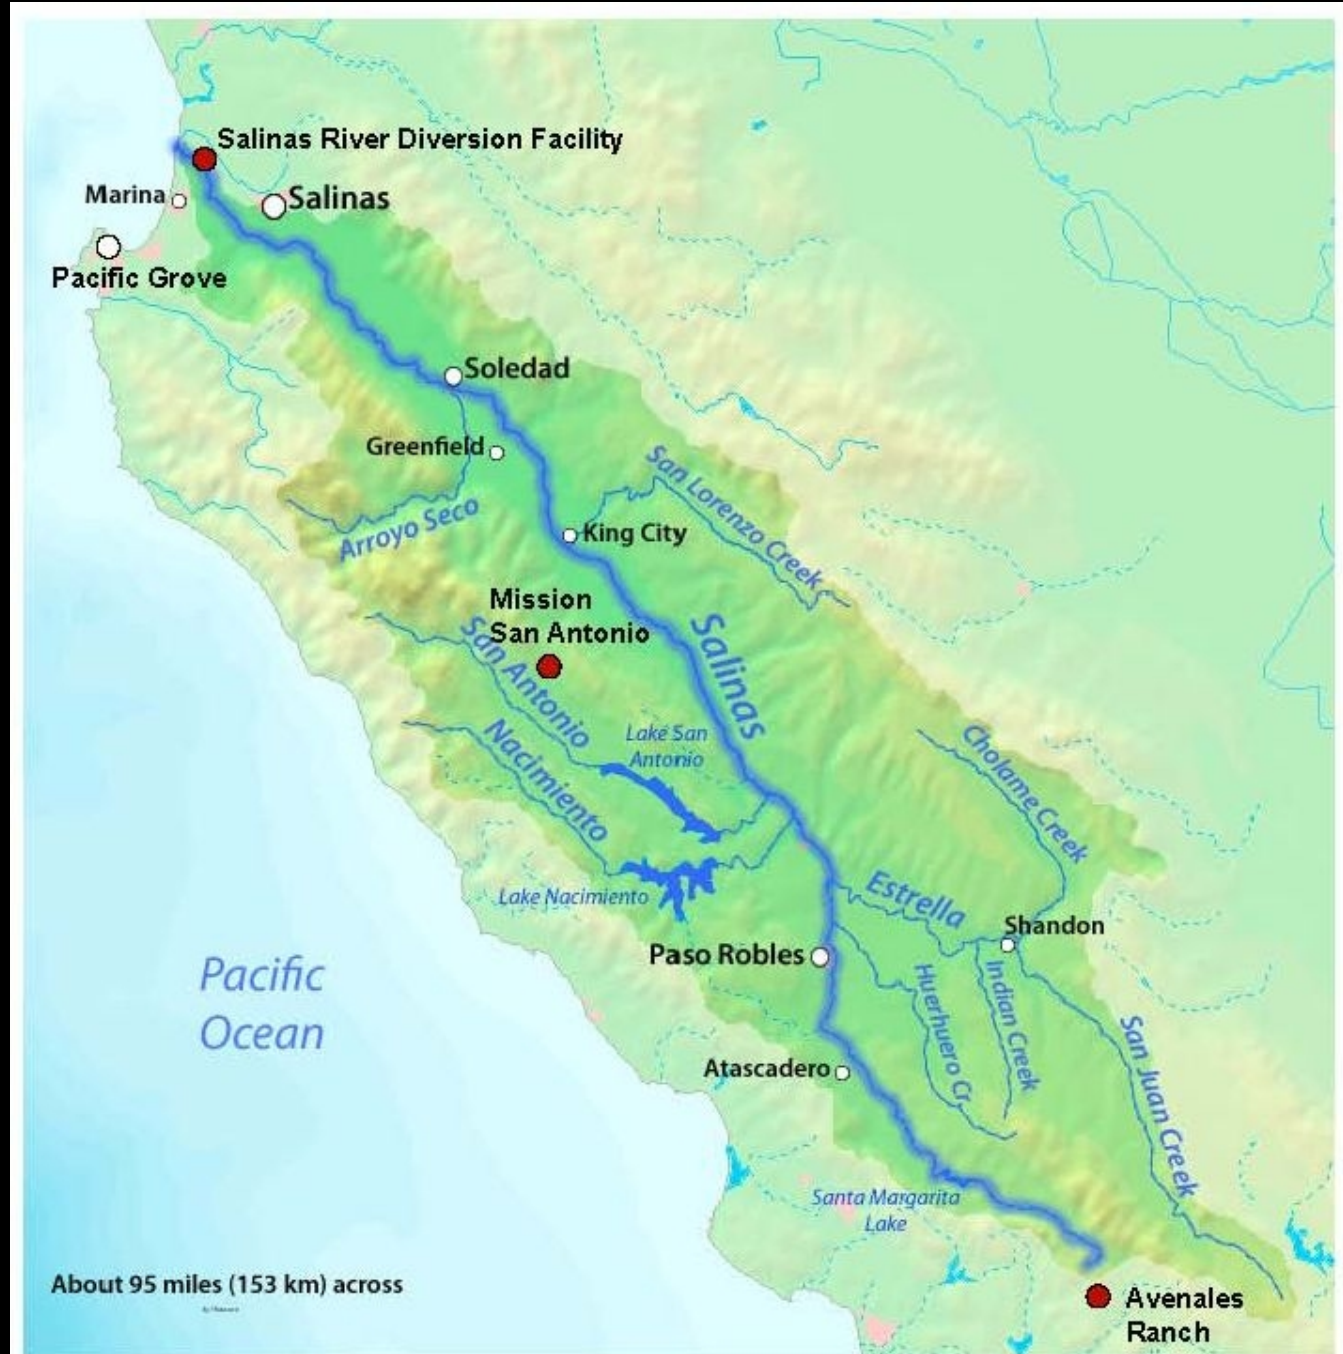 Salinas River Diversion Facility
Marina
Salinas
Pacific Grove
Soledad
Greenfield
San Lorenzo Creek
Arroyo Seco
King City
Mission
San Antonio
San Antonio
Salinas
Nacimiento
Lake San
Antonio
Cholame Creek
Lake Nacimiento
Estrella
Shandon
Paso Robles
Huerhuero Cr.
Indian Creek
Pacific
Ocean
San Juan Creek
Atascadero
Santa Margarita
Lake
About 95 miles (153 km) across
Avenales
Ranch